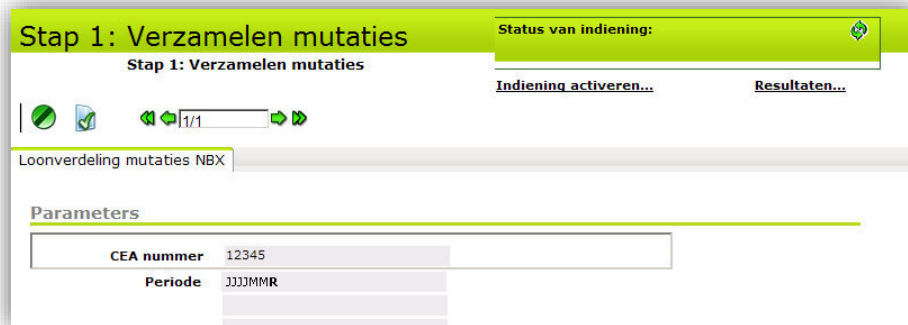 Stap 1: Verzamelen mutaties
Status van indiening:
Stap 1: Verzamelen mutaties
Indiening activeren...
Resultaten...
1/1
Loonverdeling mutaties NBX
Parameters
CEA nummer 12345
Periode JJJJMMR